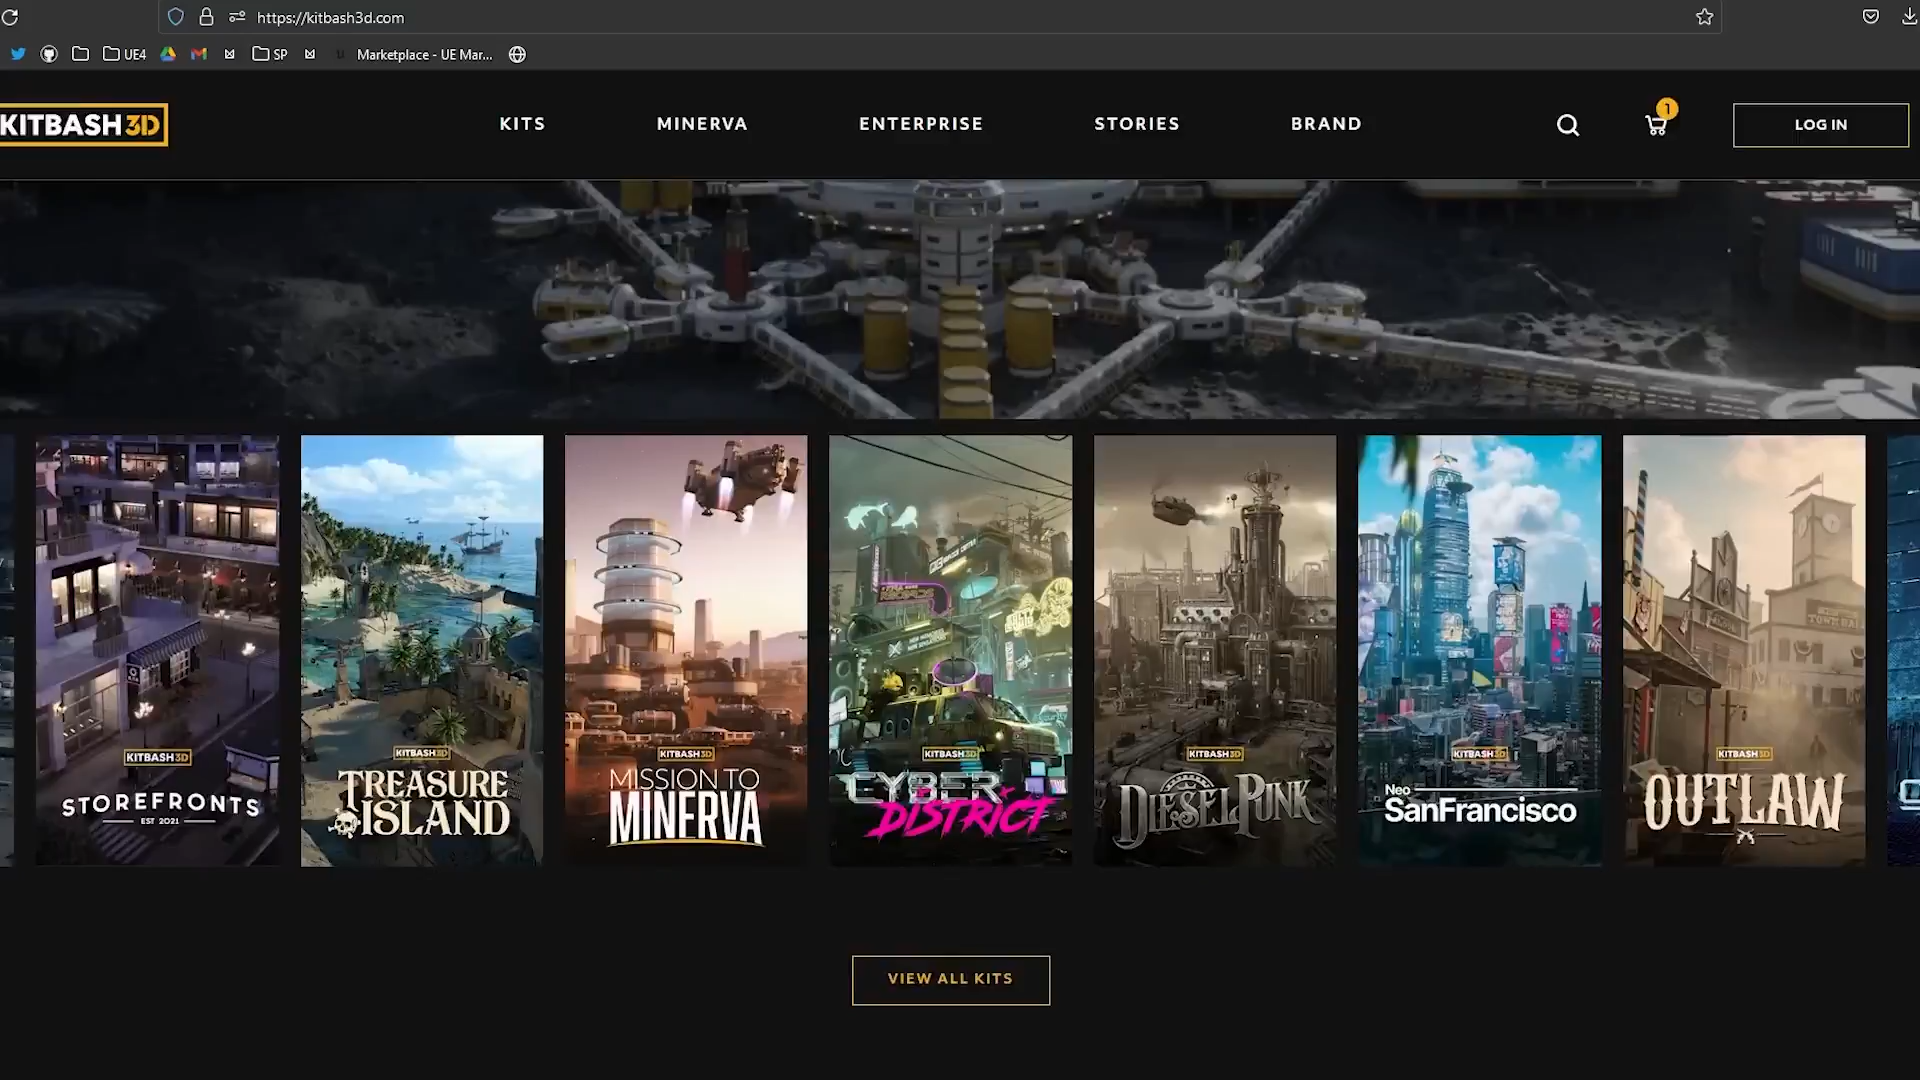 https://kitbash3d.com
UE4
SP
Marketplace - UE Mar...
KITBASH3D
KITS
MINERVA
ENTERPRISE
STORIES
BRAND
1
LOG IN
KITBASH3D
STOREFRONTS
EST 2021
KITBASH3D
TREASURE
ISLAND
KITBASH3D
MISSION TO
MINERVA
KITBASH3D
CYBER
DISTRICT
KITBASH3D
DIESELPUNK
KITBASH3D
Neo
SanFrancisco
KITBASH3D
OUTLAW
VIEW ALL KITS